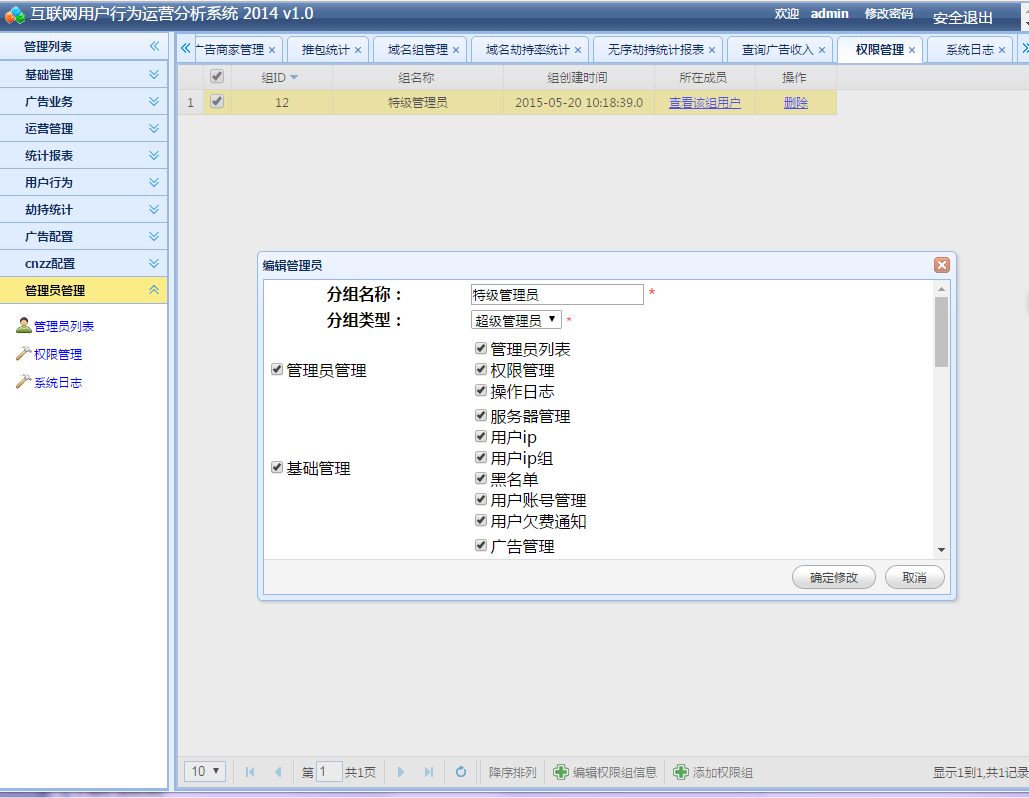 互联网用户行为运营分析系统 2014 v1.0
欢迎 admin 修改密码 安全退出
管理列表
基础管理
广告业务
运营管理
统计报表
用户行为
劫持统计
广告配置
cnzz配置
管理员管理
管理员列表
权限管理
系统日志
广告商家管理 推包统计 域名组管理 域名劫持率统计 无序劫持统计报表 查询广告收入 权限管理 系统日志
组ID 组名称 组创建时间 所在成员 操作
1 12 特级管理员 2015-05-20 10:18:39.0 查看该组用户 删除
编辑管理员
分组名称： 特级管理员 *
分组类型： 超级管理员 *
管理员管理
管理员列表
权限管理
操作日志
基础管理
服务器管理
用户ip
用户ip组
黑名单
用户账号管理
用户欠费通知
广告管理
确定修改 取消
10 第 1 共1页 降序排列 编辑权限组信息 添加权限组 显示1到1,共1记录